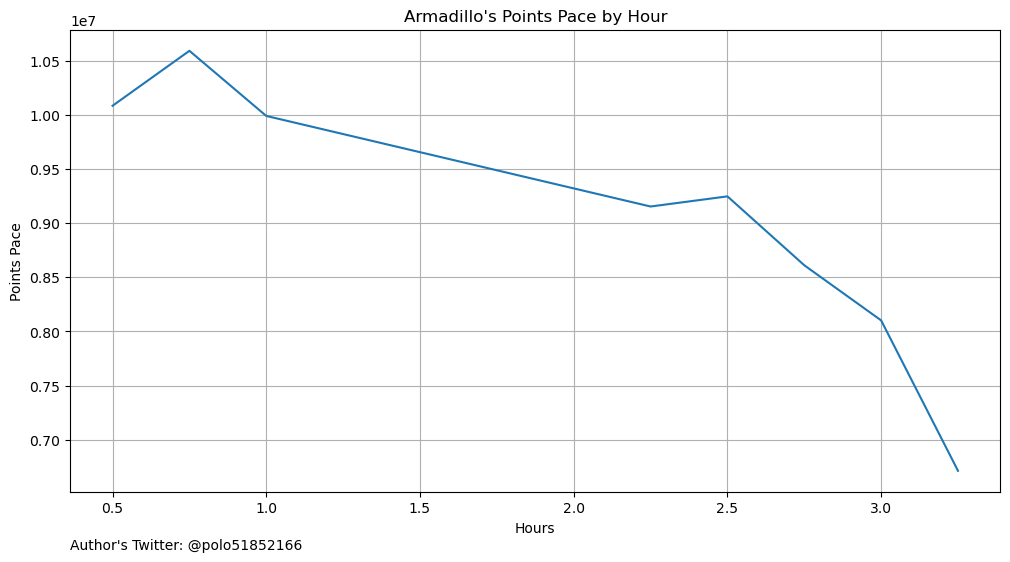 Armadillo's Points Pace by Hour
1e7
1.05
1.00
0.95
0.90
0.85
0.80
0.75
0.70
Points Pace
0.5 1.0 1.5 2.0 2.5 3.0
Hours
Author's Twitter: @polo51852166